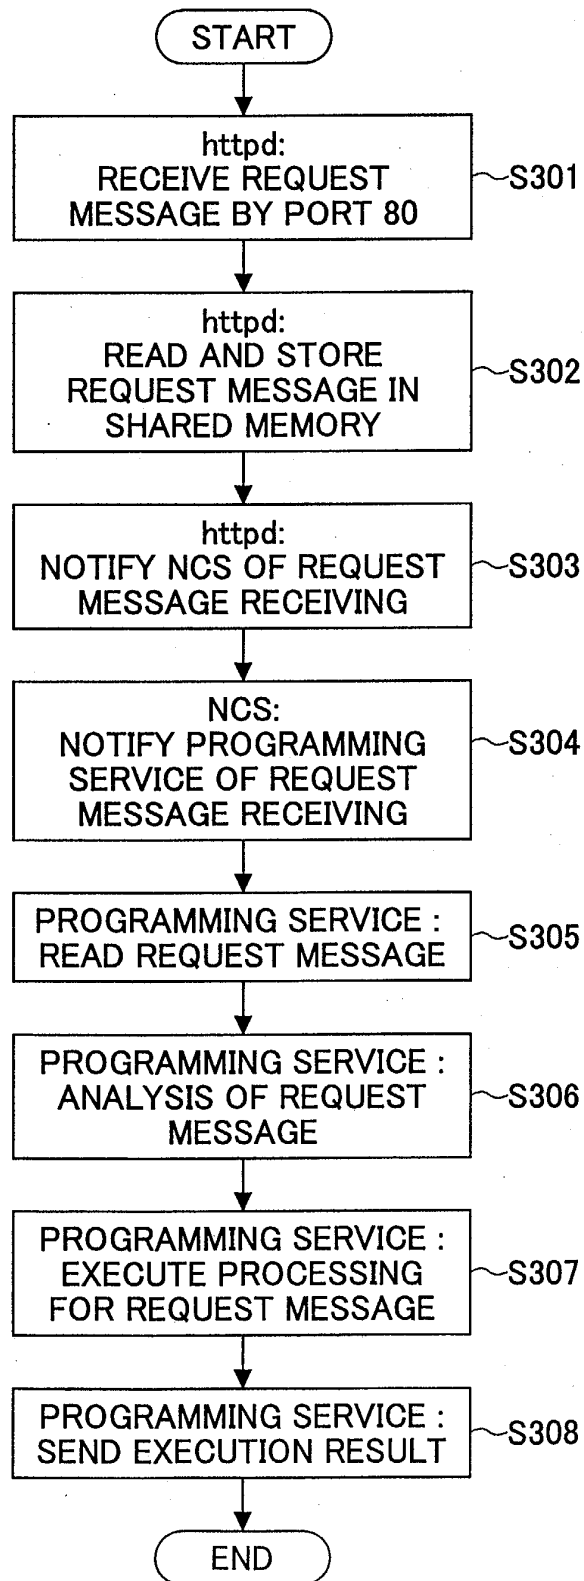 START
httpd:
RECEIVE REQUEST
MESSAGE BY PORT 80
S301
httpd:
READ AND STORE
REQUEST MESSAGE IN
SHARED MEMORY
S302
httpd:
NOTIFY NCS OF REQUEST
MESSAGE RECEIVING
S303
NCS:
NOTIFY PROGRAMMING
SERVICE OF REQUEST
MESSAGE RECEIVING
S304
PROGRAMMING SERVICE :
READ REQUEST MESSAGE
S305
PROGRAMMING SERVICE :
ANALYSIS OF REQUEST
MESSAGE
S306
PROGRAMMING SERVICE :
EXECUTE PROCESSING
FOR REQUEST MESSAGE
S307
PROGRAMMING SERVICE :
SEND EXECUTION RESULT
S308
END